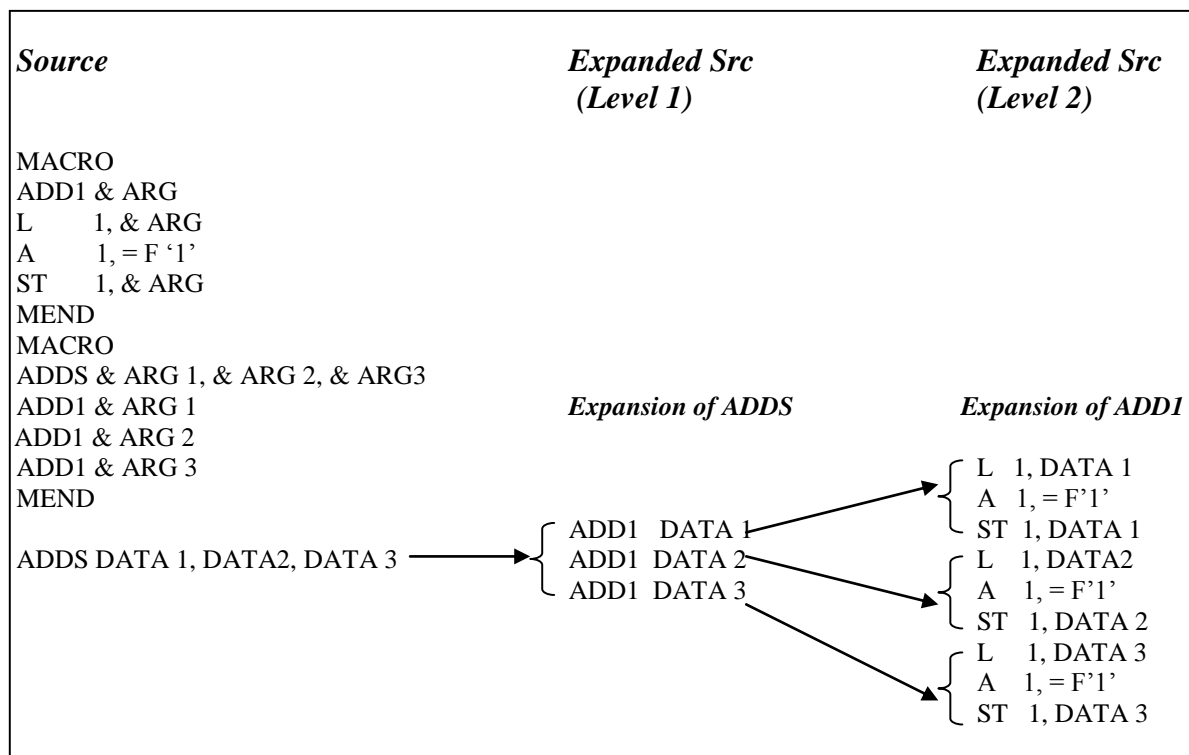 Source
Expanded Src
(Level 1)
Expanded Src
(Level 2)
MACRO
ADD1 & ARG
L 1, & ARG
A 1, = F ‘1’
ST 1, & ARG
MEND
MACRO
ADDS & ARG 1, & ARG 2, & ARG3
ADD1 & ARG 1
ADD1 & ARG 2
ADD1 & ARG 3
MEND
ADDS DATA 1, DATA2, DATA 3
Expansion of ADDS
ADD1 DATA 1
ADD1 DATA 2
ADD1 DATA 3
Expansion of ADD1
L 1, DATA 1
A 1, = F’1’
ST 1, DATA 1
L 1, DATA2
A 1, = F’1’
ST 1, DATA 2
L 1, DATA 3
A 1, = F’1’
ST 1, DATA 3